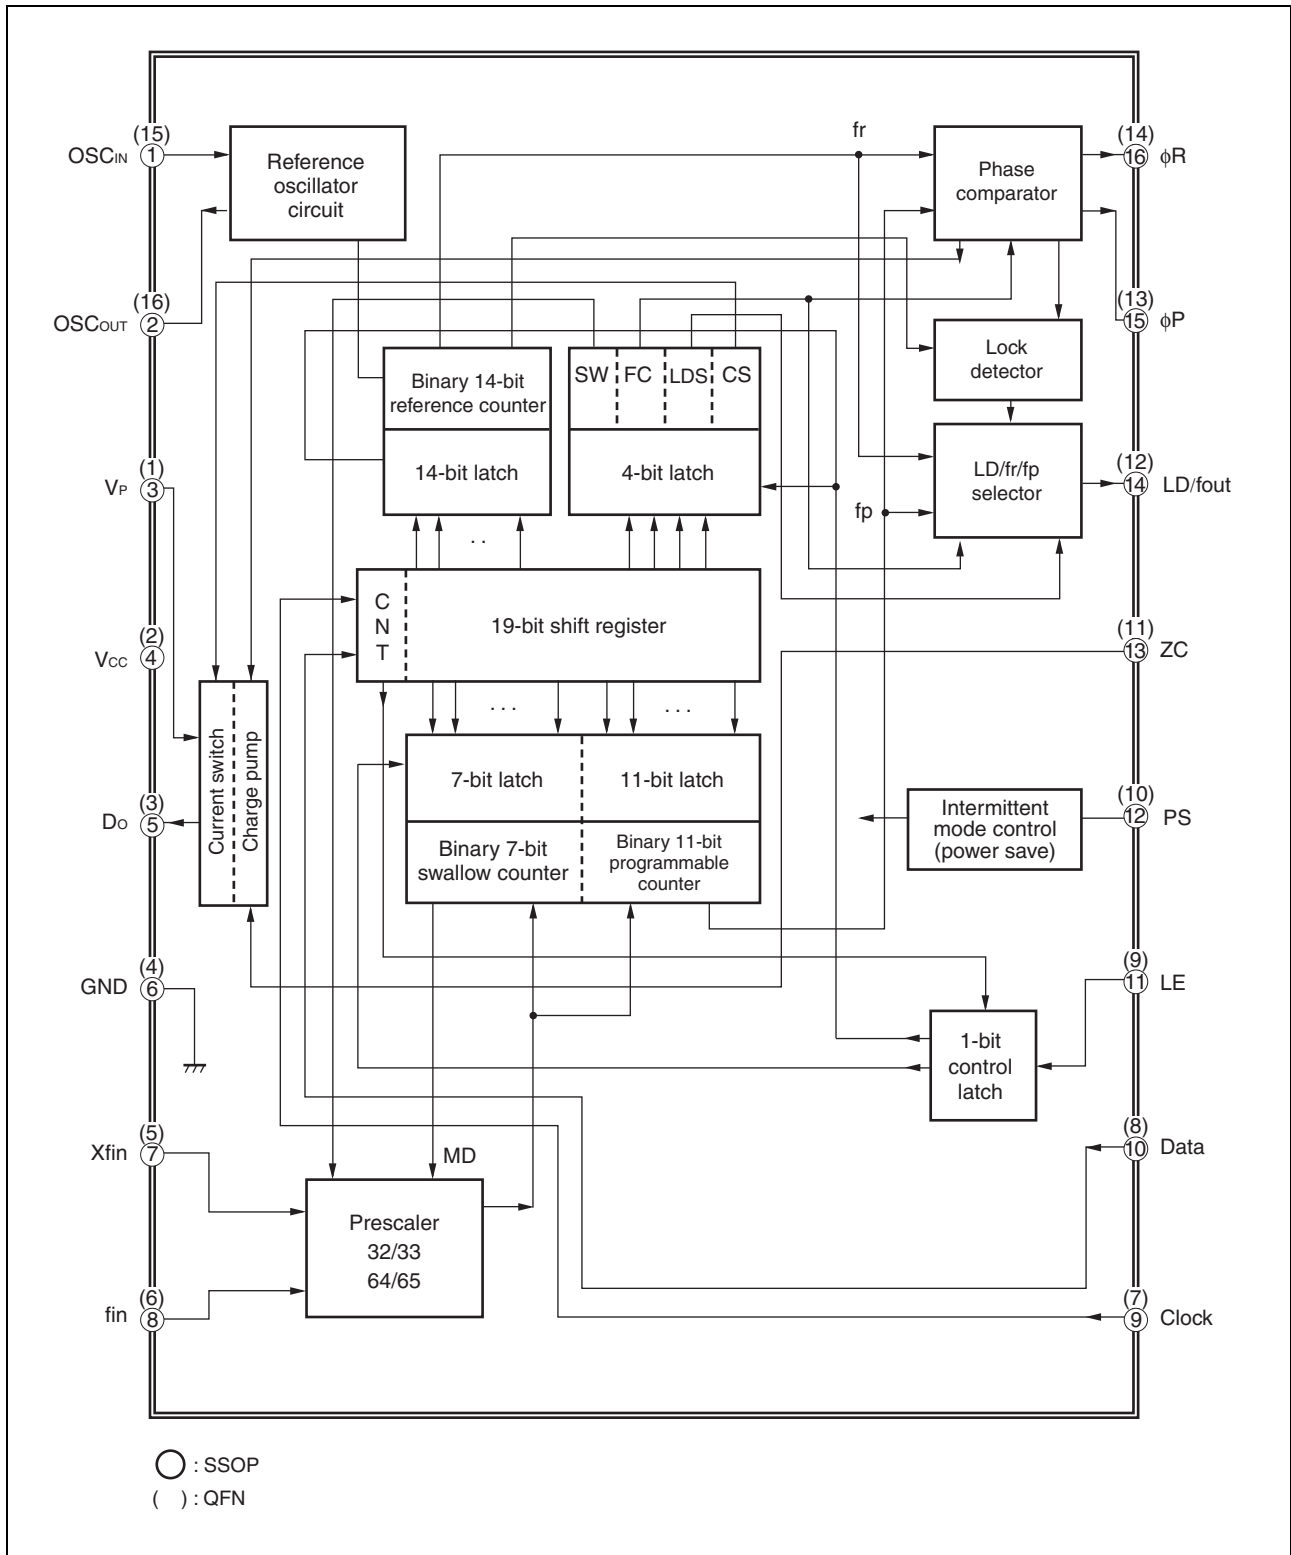 (15)
OSCIN 1
Reference
oscillator
circuit
fr
Phase
comparator
(14)
16 ϕR
(16)
OSCOUT 2
(13)
15 ϕP
Lock
detector
Binary 14-bit
reference counter
14-bit latch
SW FC LDS CS
4-bit latch
LD/fr/fp
selector
(12)
14 LD/fout
fp
(1)
VP 3
. .
C
N
T
19-bit shift register
(2)
VCC 4
(11)
13 ZC
. . .
. . .
Current switch
Charge pump
7-bit latch
11-bit latch
Binary 7-bit
swallow counter
Binary 11-bit
programmable
counter
(3)
DO 5
Intermittent
mode control
(power save)
(10)
12 PS
(4)
GND 6
(9)
11 LE
1-bit
control
latch
(5)
Xfin 7
MD
(8)
10 Data
Prescaler
32/33
64/65
(6)
fin 8
(7)
9 Clock
: SSOP
( ) : QFN